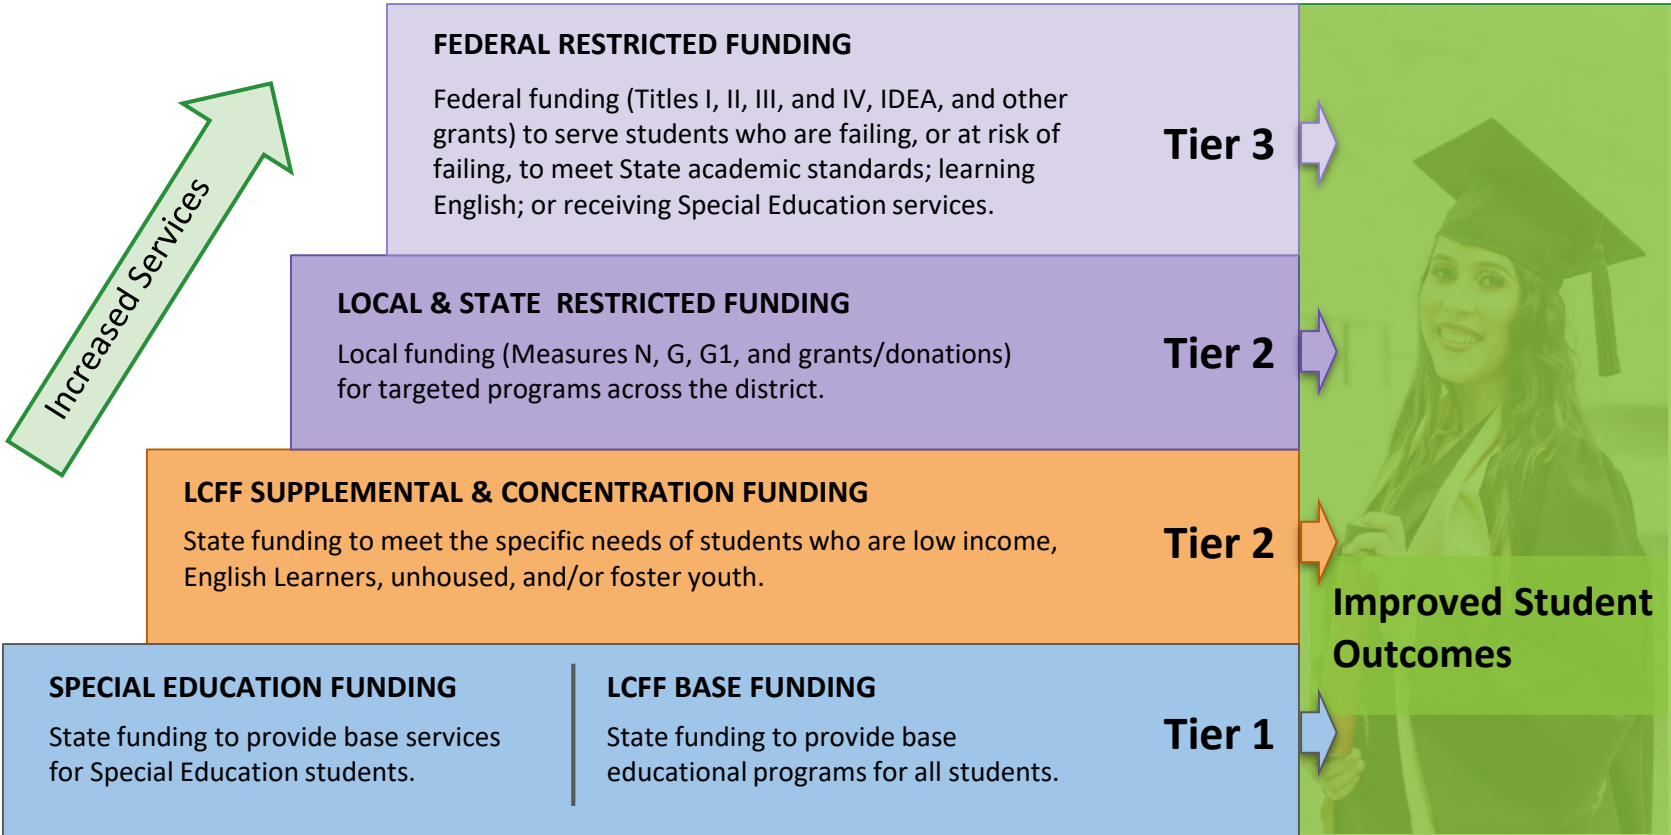 FEDERAL RESTRICTED FUNDING
Federal funding (Titles I, II, III, and IV, IDEA, and other
grants) to serve students who are failing, or at risk of
failing, to meet State academic standards; learning
English; or receiving Special Education services.
Tier 3
Increased Services
LOCAL & STATE  RESTRICTED FUNDING
Local funding (Measures N, G, G1, and grants/donations)
for targeted programs across the district.
Tier 2
LCFF SUPPLEMENTAL & CONCENTRATION FUNDING
State funding to meet the specific needs of students who are low income,
English Learners, unhoused, and/or foster youth.
Tier 2
Improved Student
Outcomes
SPECIAL EDUCATION FUNDING
State funding to provide base services
for Special Education students.
LCFF BASE FUNDING
State funding to provide base
educational programs for all students.
Tier 1